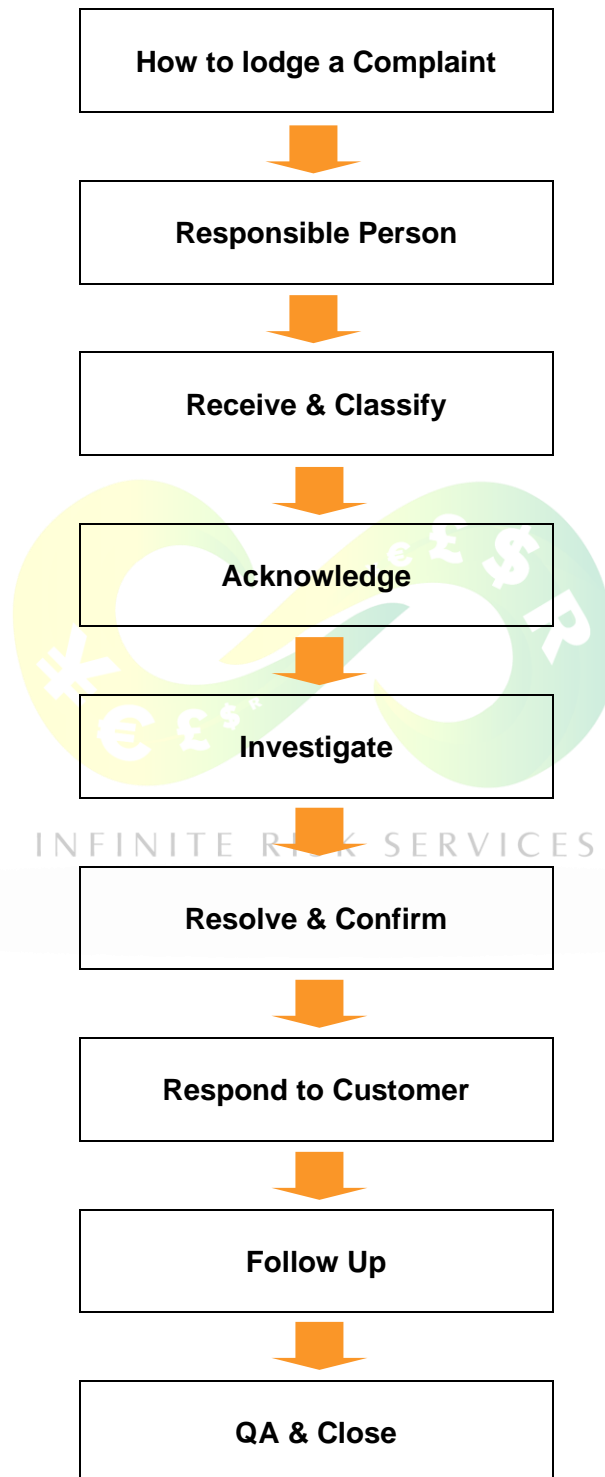 How to lodge a Complaint
Responsible Person
Receive & Classify
Acknowledge
€ £ $ R
Investigate
¥ € £ $ R
INFINITE RISK SERVICES
Resolve & Confirm
Respond to Customer
Follow Up
QA & Close